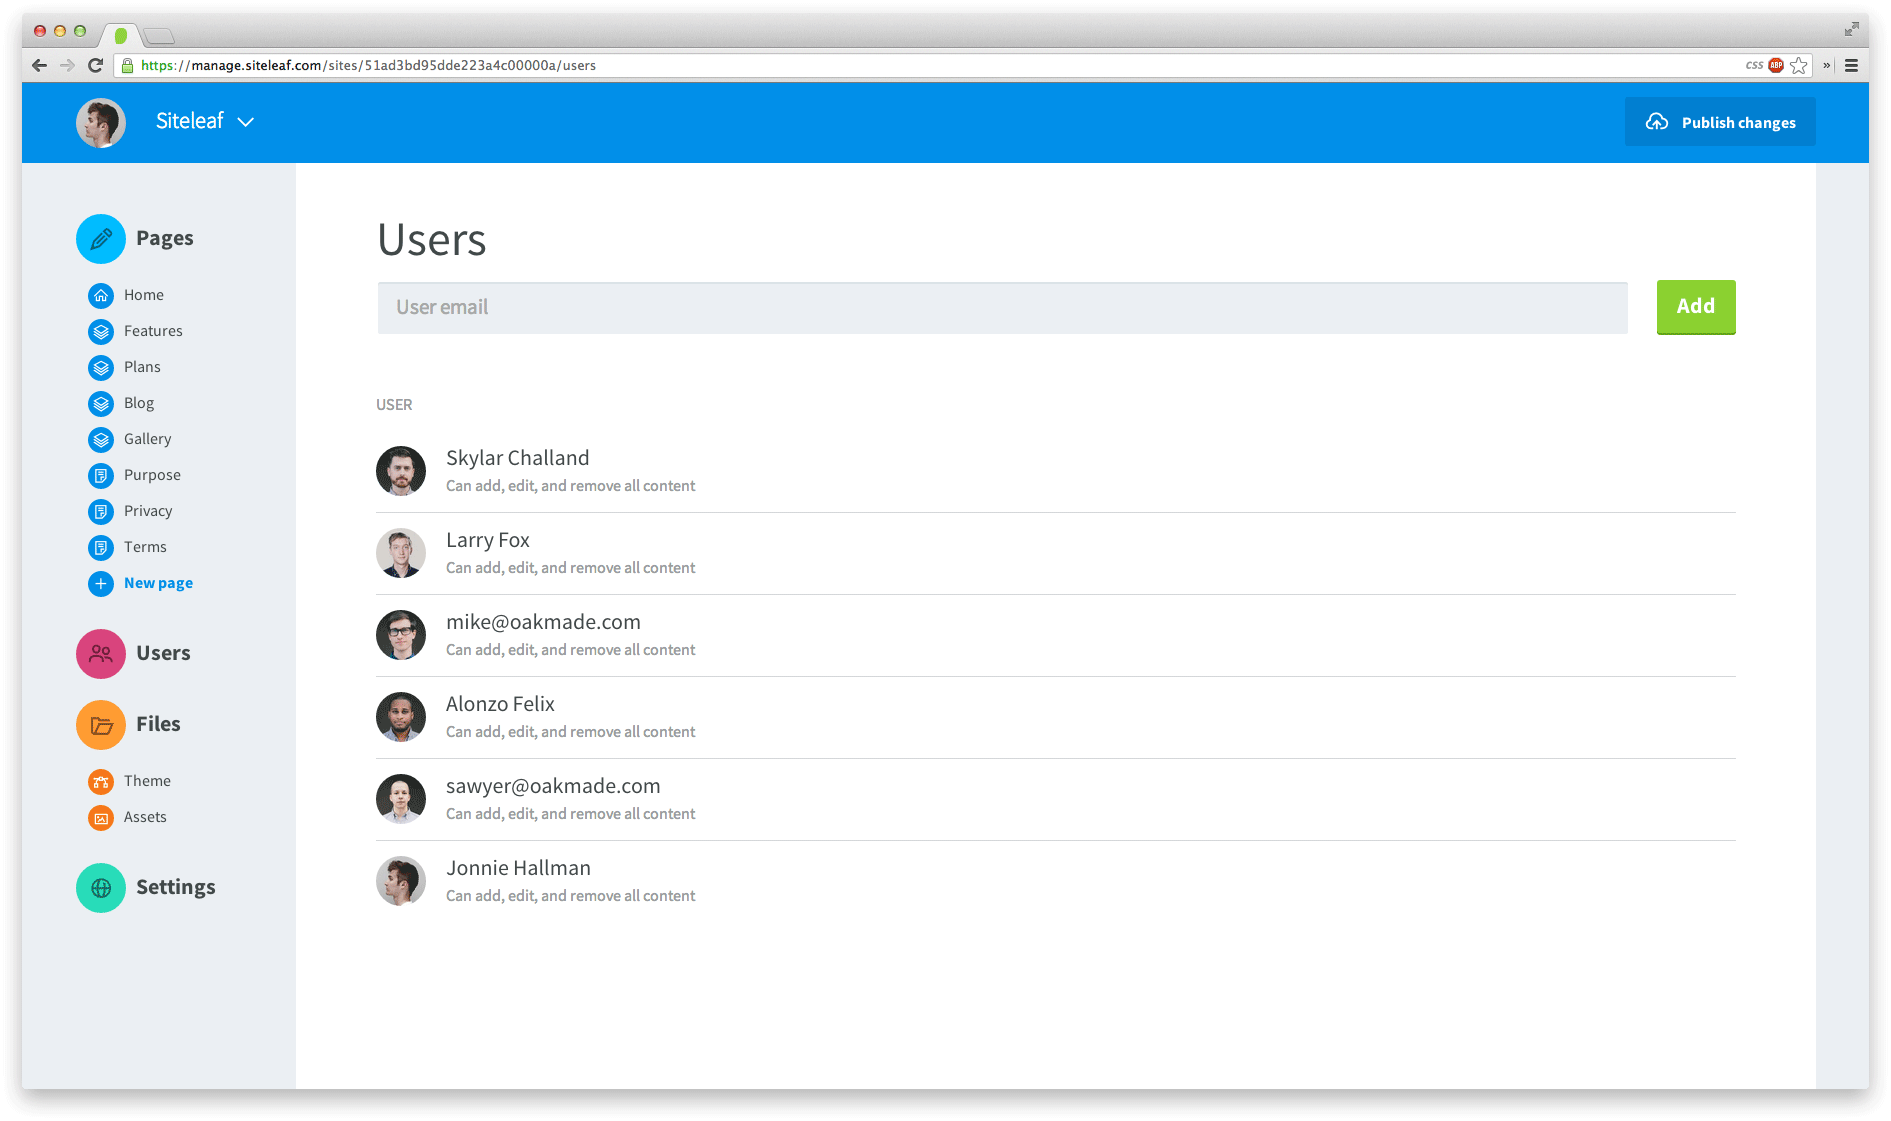 https://manage.siteleaf.com/sites/51ad3bd95dde223a4c00000a/users
CSS ABP »
Siteleaf
Publish changes
Pages
Home
Features
Plans
Blog
Gallery
Purpose
Privacy
Terms
New page
Users
Files
Theme
Assets
Settings
Users
User email
Add
USER
Skylar Challand
Can add, edit, and remove all content
Larry Fox
Can add, edit, and remove all content
mike@oakmade.com
Can add, edit, and remove all content
Alonzo Felix
Can add, edit, and remove all content
sawyer@oakmade.com
Can add, edit, and remove all content
Jonnie Hallman
Can add, edit, and remove all content